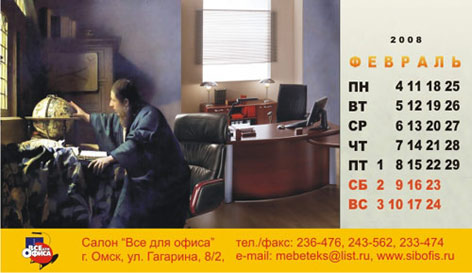 2008
ФЕВРАЛЬ
ПН 4 11 18 25
ВТ 5 12 19 26
СР 6 13 20 27
ЧТ 7 14 21 28
ПТ 1 8 15 22 29
СБ 2 9 16 23
ВС 3 10 17 24
ВСЕ ДЛЯ
ОФИСА
Салон "Все для офиса" тел./факс: 236-476, 243-562, 233-474
г. Омск, ул. Гагарина, 8/2, e-mail: mebeteks@list.ru, www.sibofis.ru